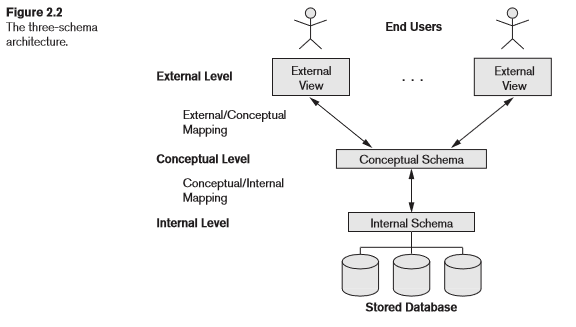 Figure 2.2
The three-schema
architecture.
End Users
External Level
External
View
. . .
External
View
External/Conceptual
Mapping
Conceptual Level
Conceptual Schema
Conceptual/Internal
Mapping
Internal Level
Internal Schema
Stored Database